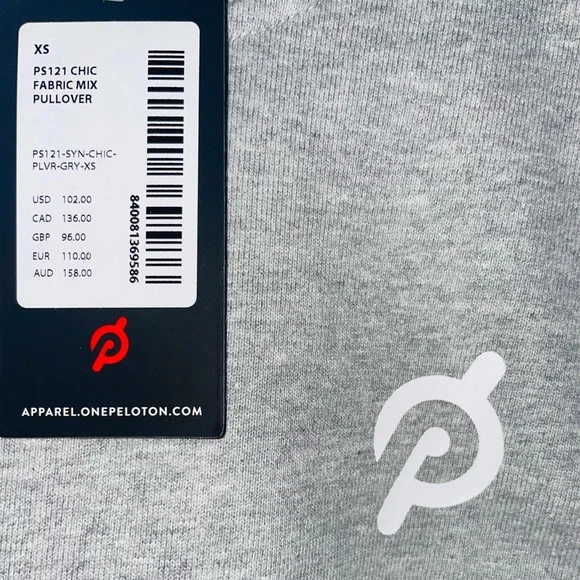 XS
PS121 CHIC
FABRIC MIX
PULLOVER
PS121-SYN-CHIC-
PLVR-GRY-XS
USD 102.00
CAD 136.00
GBP 96.00
EUR 110.00
AUD 158.00
840081369586
APPAREL.ONEPELOTON.COM